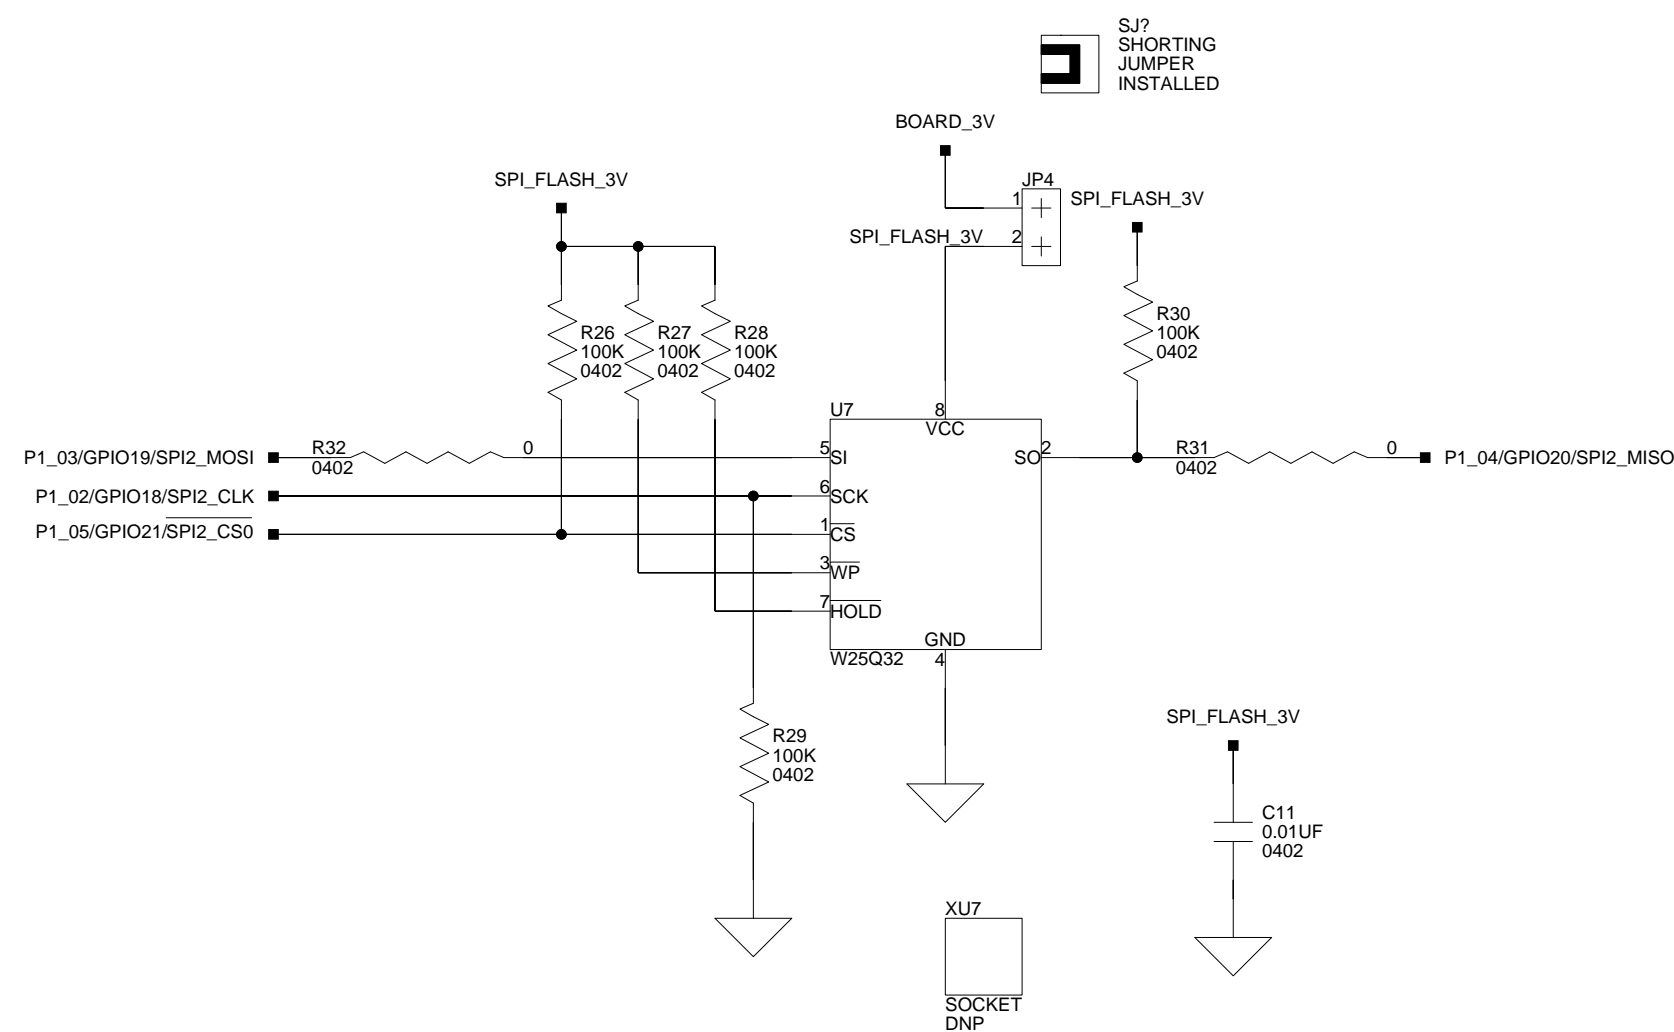 SJ?
SHORTING
JUMPER
INSTALLED
BOARD_3V
SPI_FLASH_3V
JP4
1
SPI_FLASH_3V
SPI_FLASH_3V
2
R26
100K
0402
R27
100K
0402
R28
100K
0402
R30
100K
0402
U7
8
VCC
P1_03/GPIO19/SPI2_MOSI
R32
0402
0
5
SI
SO
2
R31
0402
0
P1_04/GPIO20/SPI2_MISO
P1_02/GPIO18/SPI2_CLK
6
SCK
P1_05/GPIO21/SPI2_CS0
1
CS
3
WP
7
HOLD
GND
W25Q32
4
R29
100K
0402
SPI_FLASH_3V
C11
0.01UF
0402
XU7
SOCKET
DNP